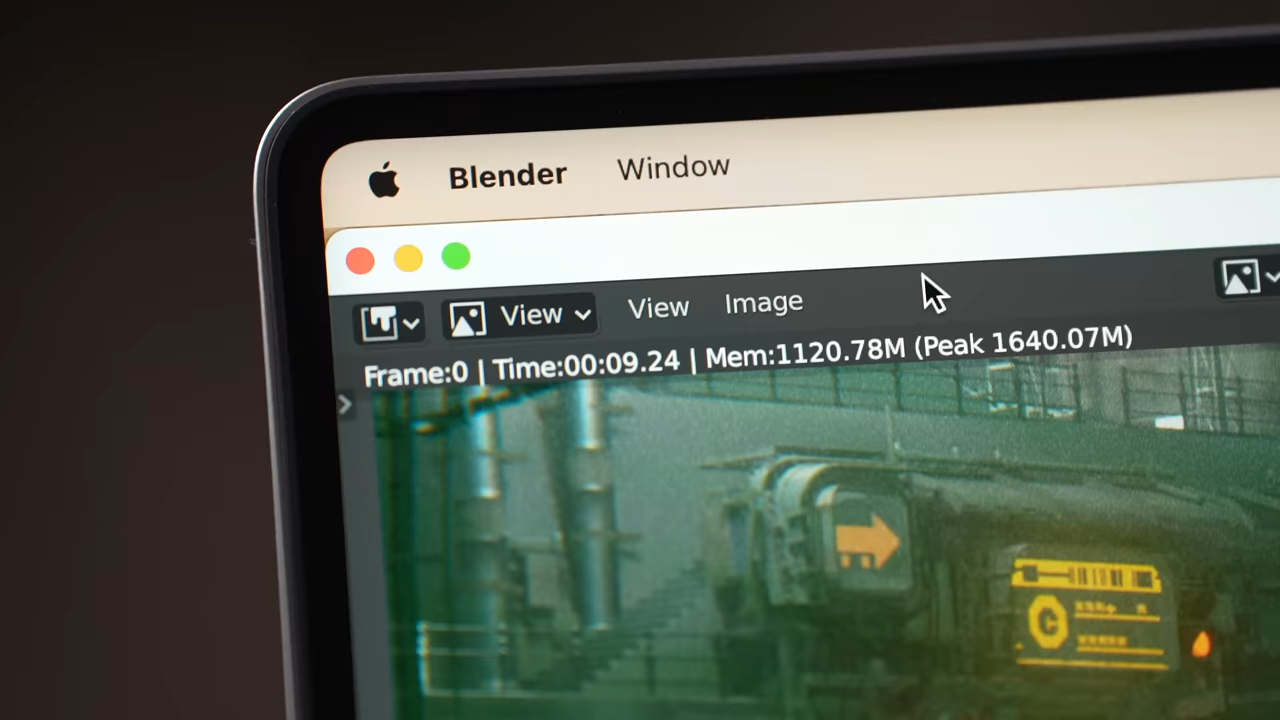 Blender Window
View View Image
Frame:0 | Time:00:09.24 | Mem:1120.78M (Peak 1640.07M)
C